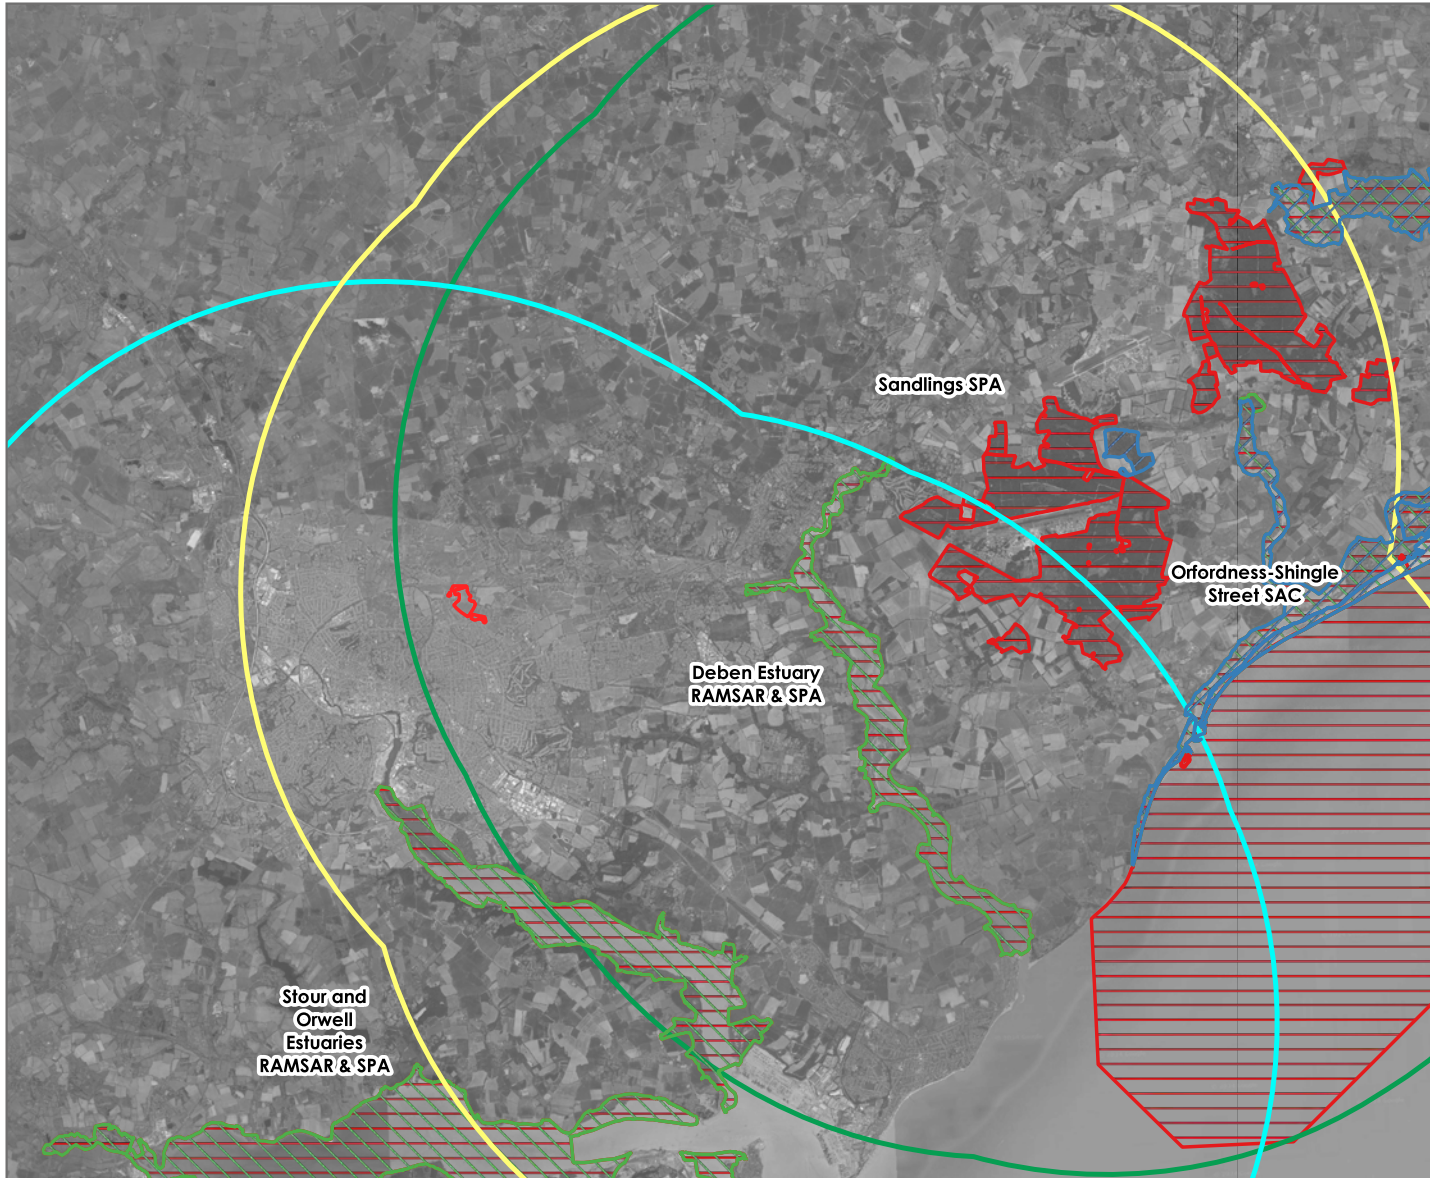 Sandlings SPA
Orfordness-Shingle
Street SAC
Deben Estuary
RAMSAR & SPA
Stour and
Orwell
Estuaries
RAMSAR & SPA